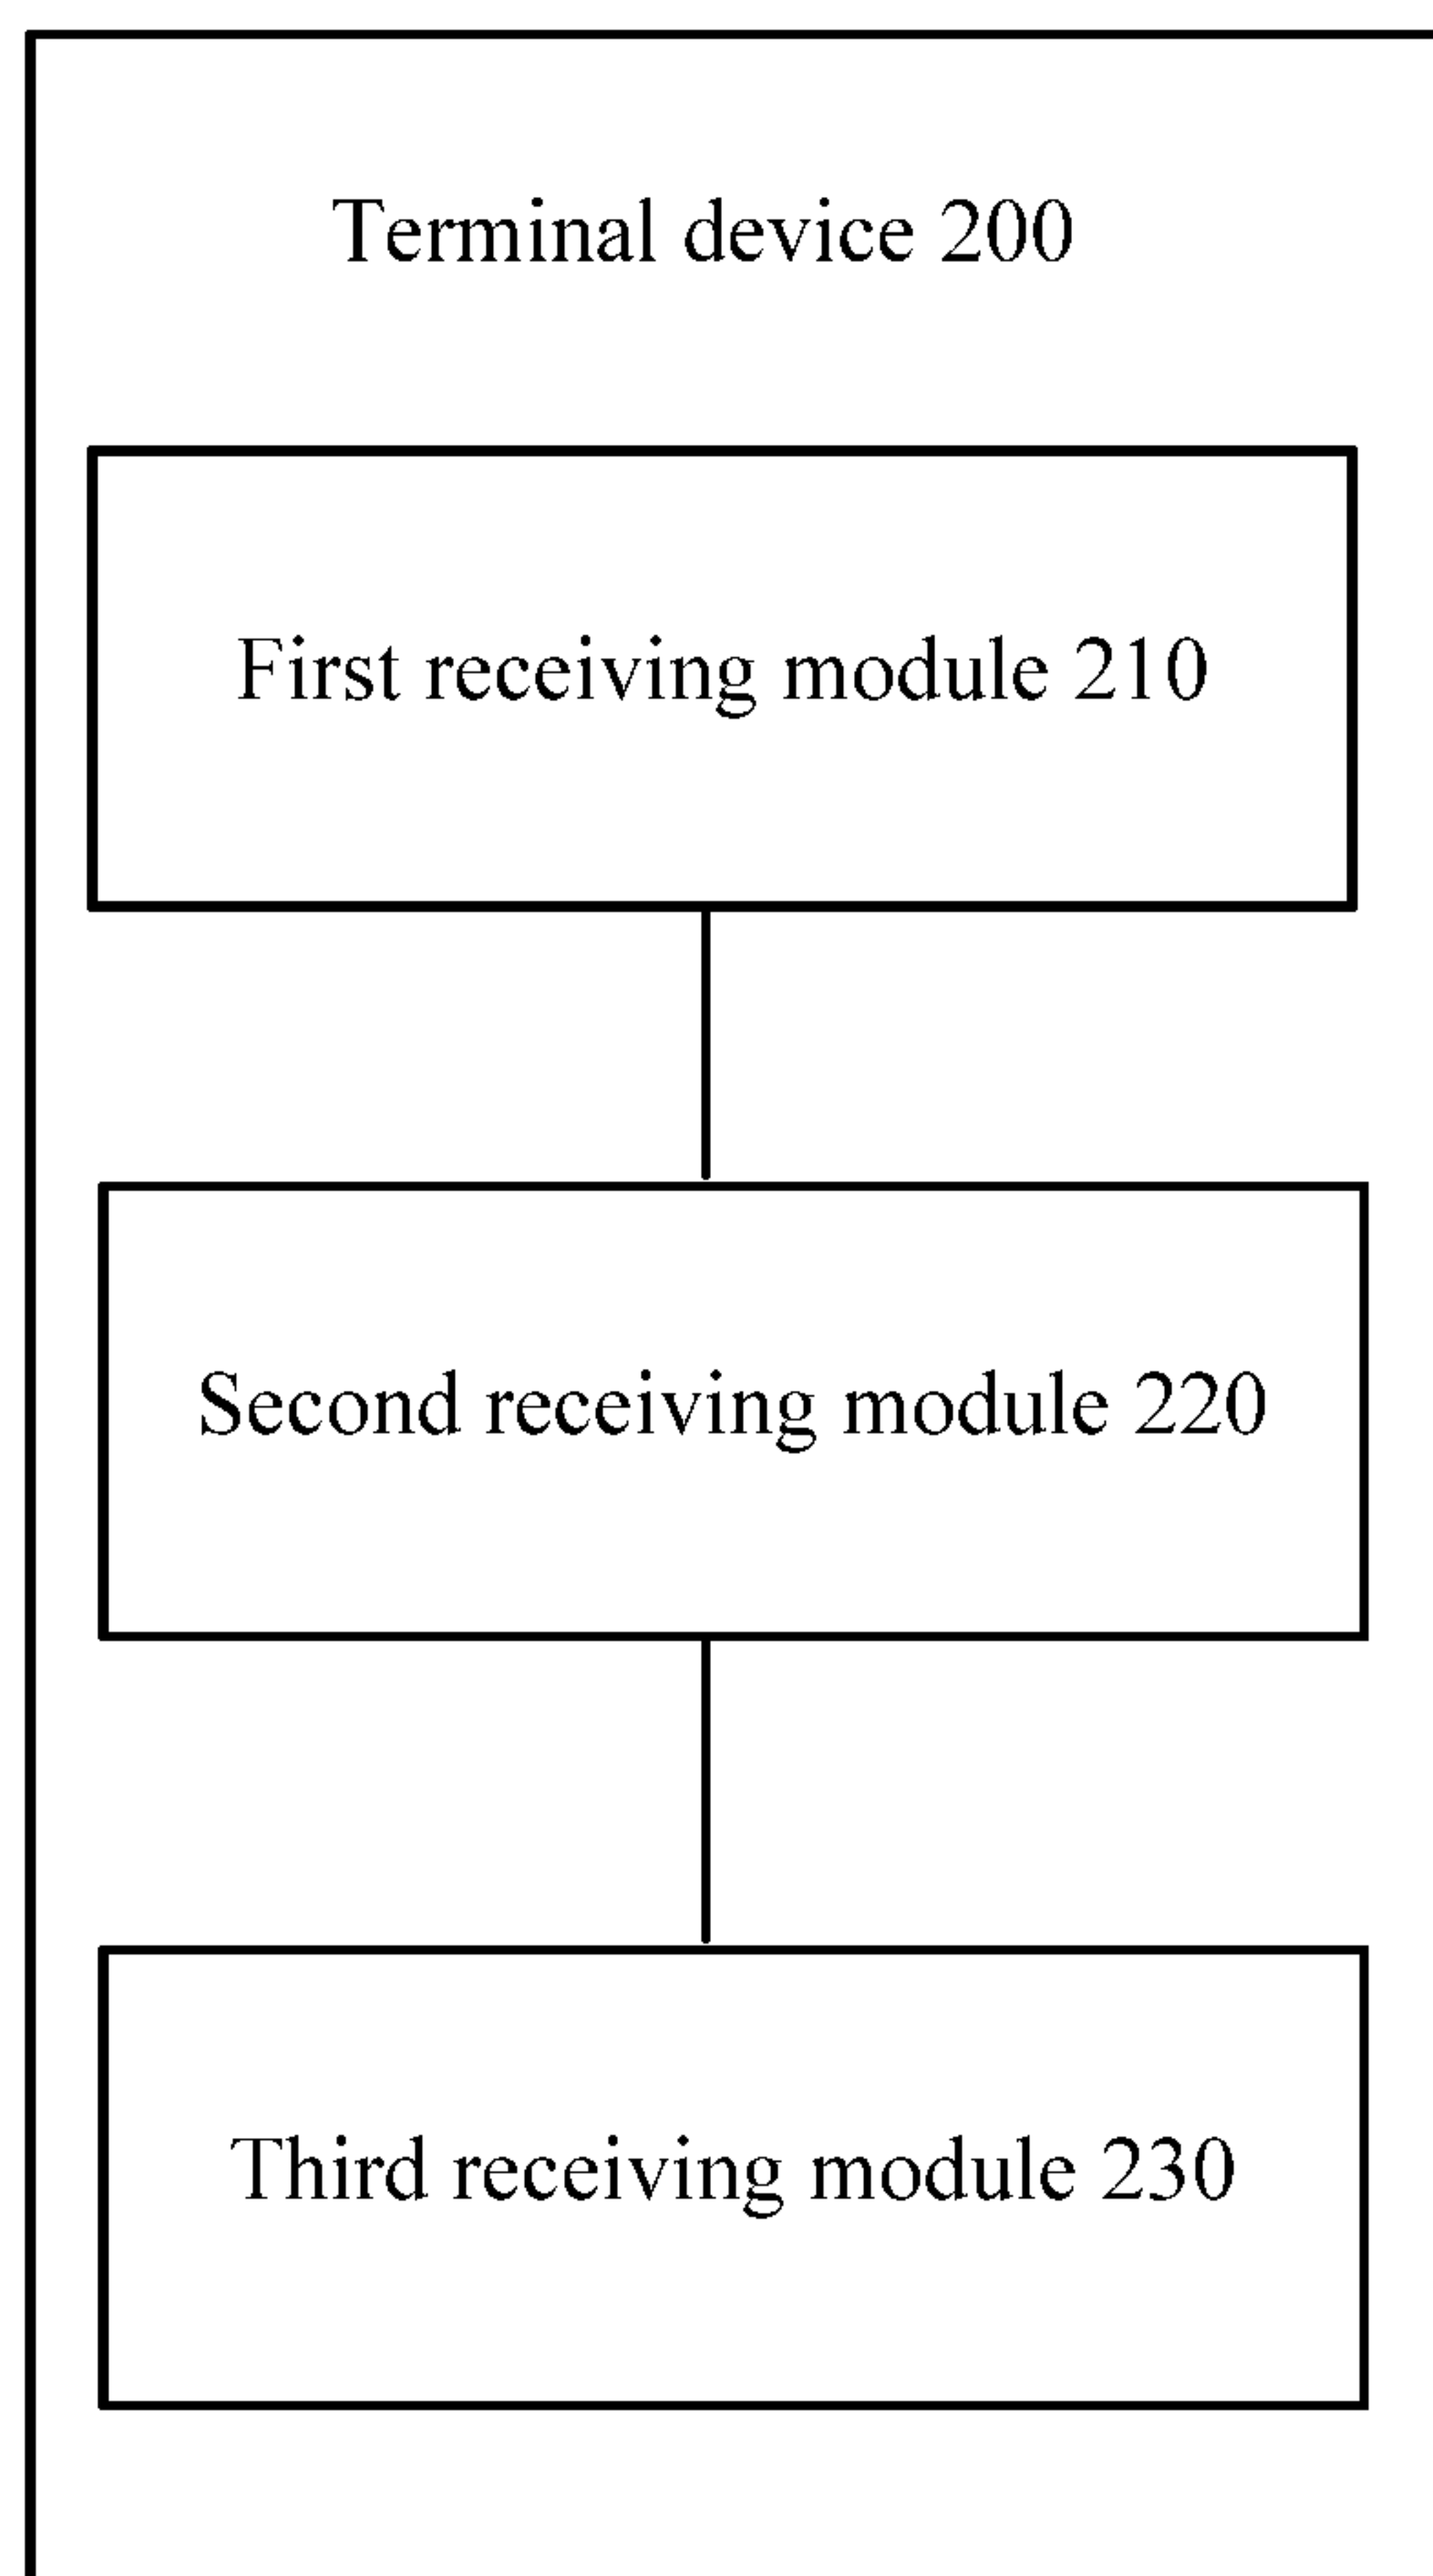 Terminal device 200
First receiving module 210
Second receiving module 220
Third receiving module 230